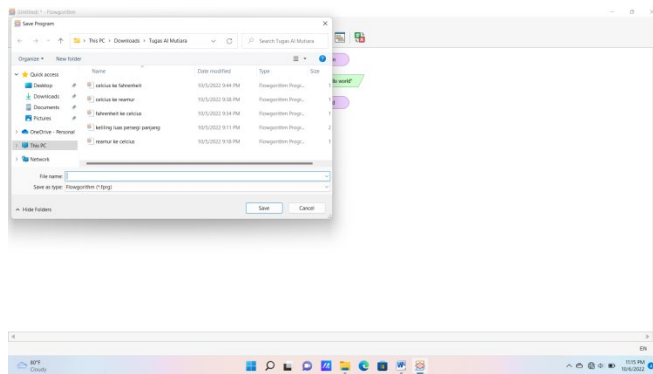 (Untitled) * - Flowgorithm
Save Program
This PC > Downloads > Tugas Al Mutiara
Search Tugas Al Mutiara
Organize
New folder
Name Date modified Type Size
Quick access
Desktop
Downloads
Documents
Pictures
OneDrive - Personal
This PC
Network
celcius ke fahrenheit 10/5/2022 9:44 PM Flowgorithm Progr...
celcius ke reamur 10/5/2022 9:38 PM Flowgorithm Progr...
fahrenheit ke celcius 10/5/2022 9:34 PM Flowgorithm Progr...
keliling luas persegi panjang 10/5/2022 9:11 PM Flowgorithm Progr...
reamur ke celcius 10/5/2022 9:18 PM Flowgorithm Progr...
File name:
Save as type: Flowgorithm (*.fprg)
Hide Folders
Save
Cancel
world"
EN
80°F
Clouds
11:15 PM
10/6/2022